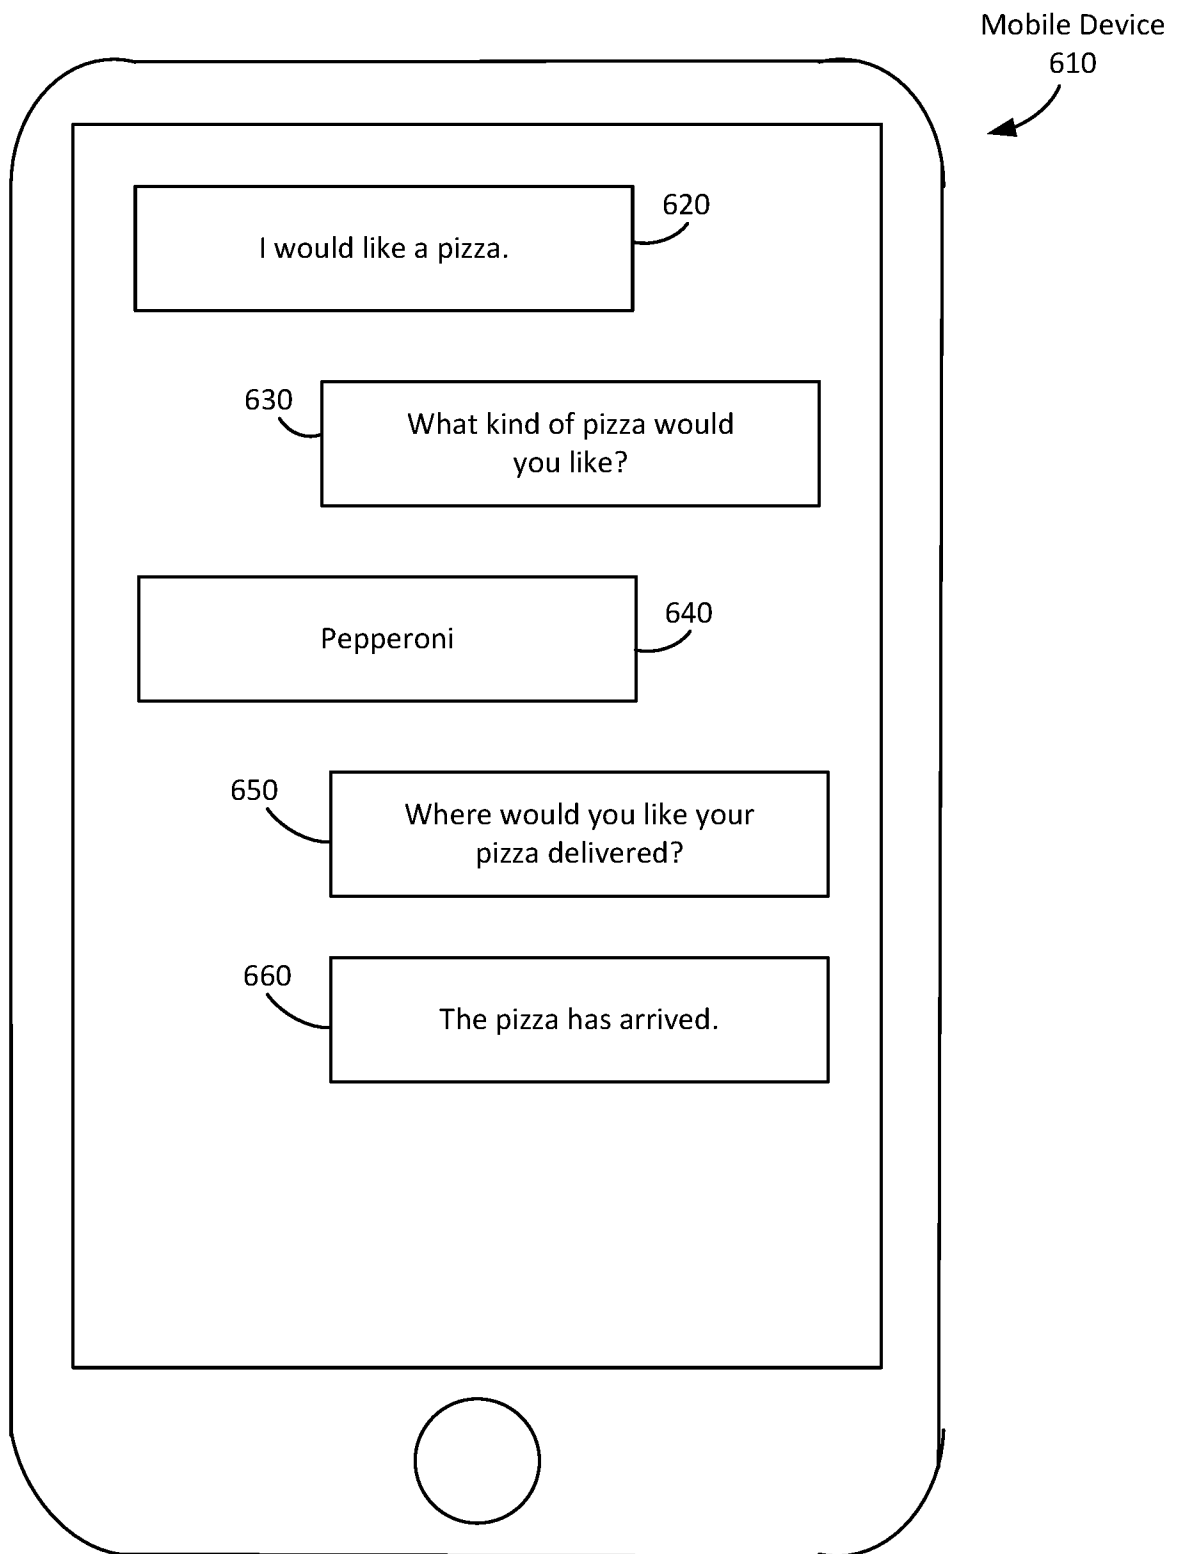 Mobile Device
610
I would like a pizza.
620
630
What kind of pizza would
you like?
Pepperoni
640
650
Where would you like your
pizza delivered?
660
The pizza has arrived.